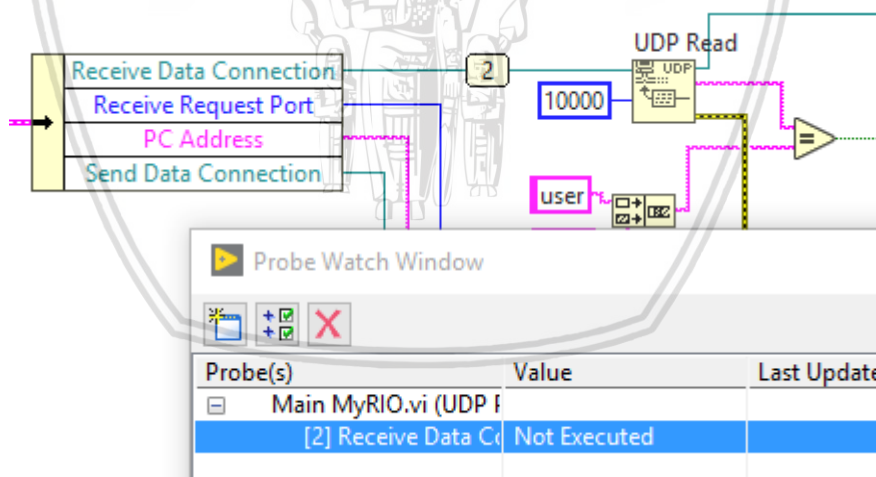 UDP Read
Receive Data Connection
2
Receive Request Port
10000
PC Address
=
Send Data Connection
user
UDP
Probe Watch Window
Probe(s) Value Last Update
Main MyRIO.vi (UDP
[2] Receive Data Not Executed